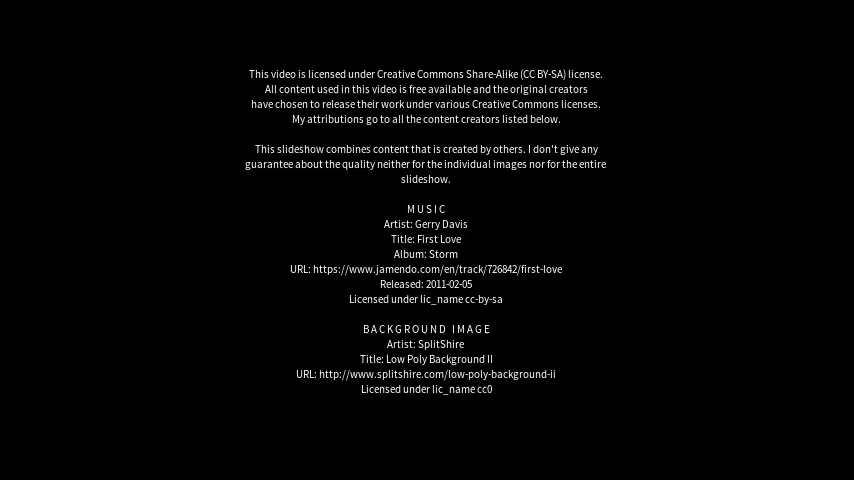 This video is licensed under Creative Commons Share-Alike (CC BY-SA) license.
All content used in this video is free available and the original creators
have chosen to release their work under various Creative Commons licenses.
My attributions go to all the content creators listed below.
This slideshow combines content that is created by others. I don't give any
guarantee about the quality neither for the individual images nor for the entire
slideshow.
MUSIC
Artist: Gerry Davis
Title: First Love
Album: Storm
URL: https://www.jamendo.com/en/track/726842/first-love
Released: 2011-02-05
Licensed under lic_name cc-by-sa
BACKGROUND IMAGE
Artist: SplitShire
Title: Low Poly Background II
URL: http://www.splitshire.com/low-poly-background-ii
Licensed under lic_name cc0